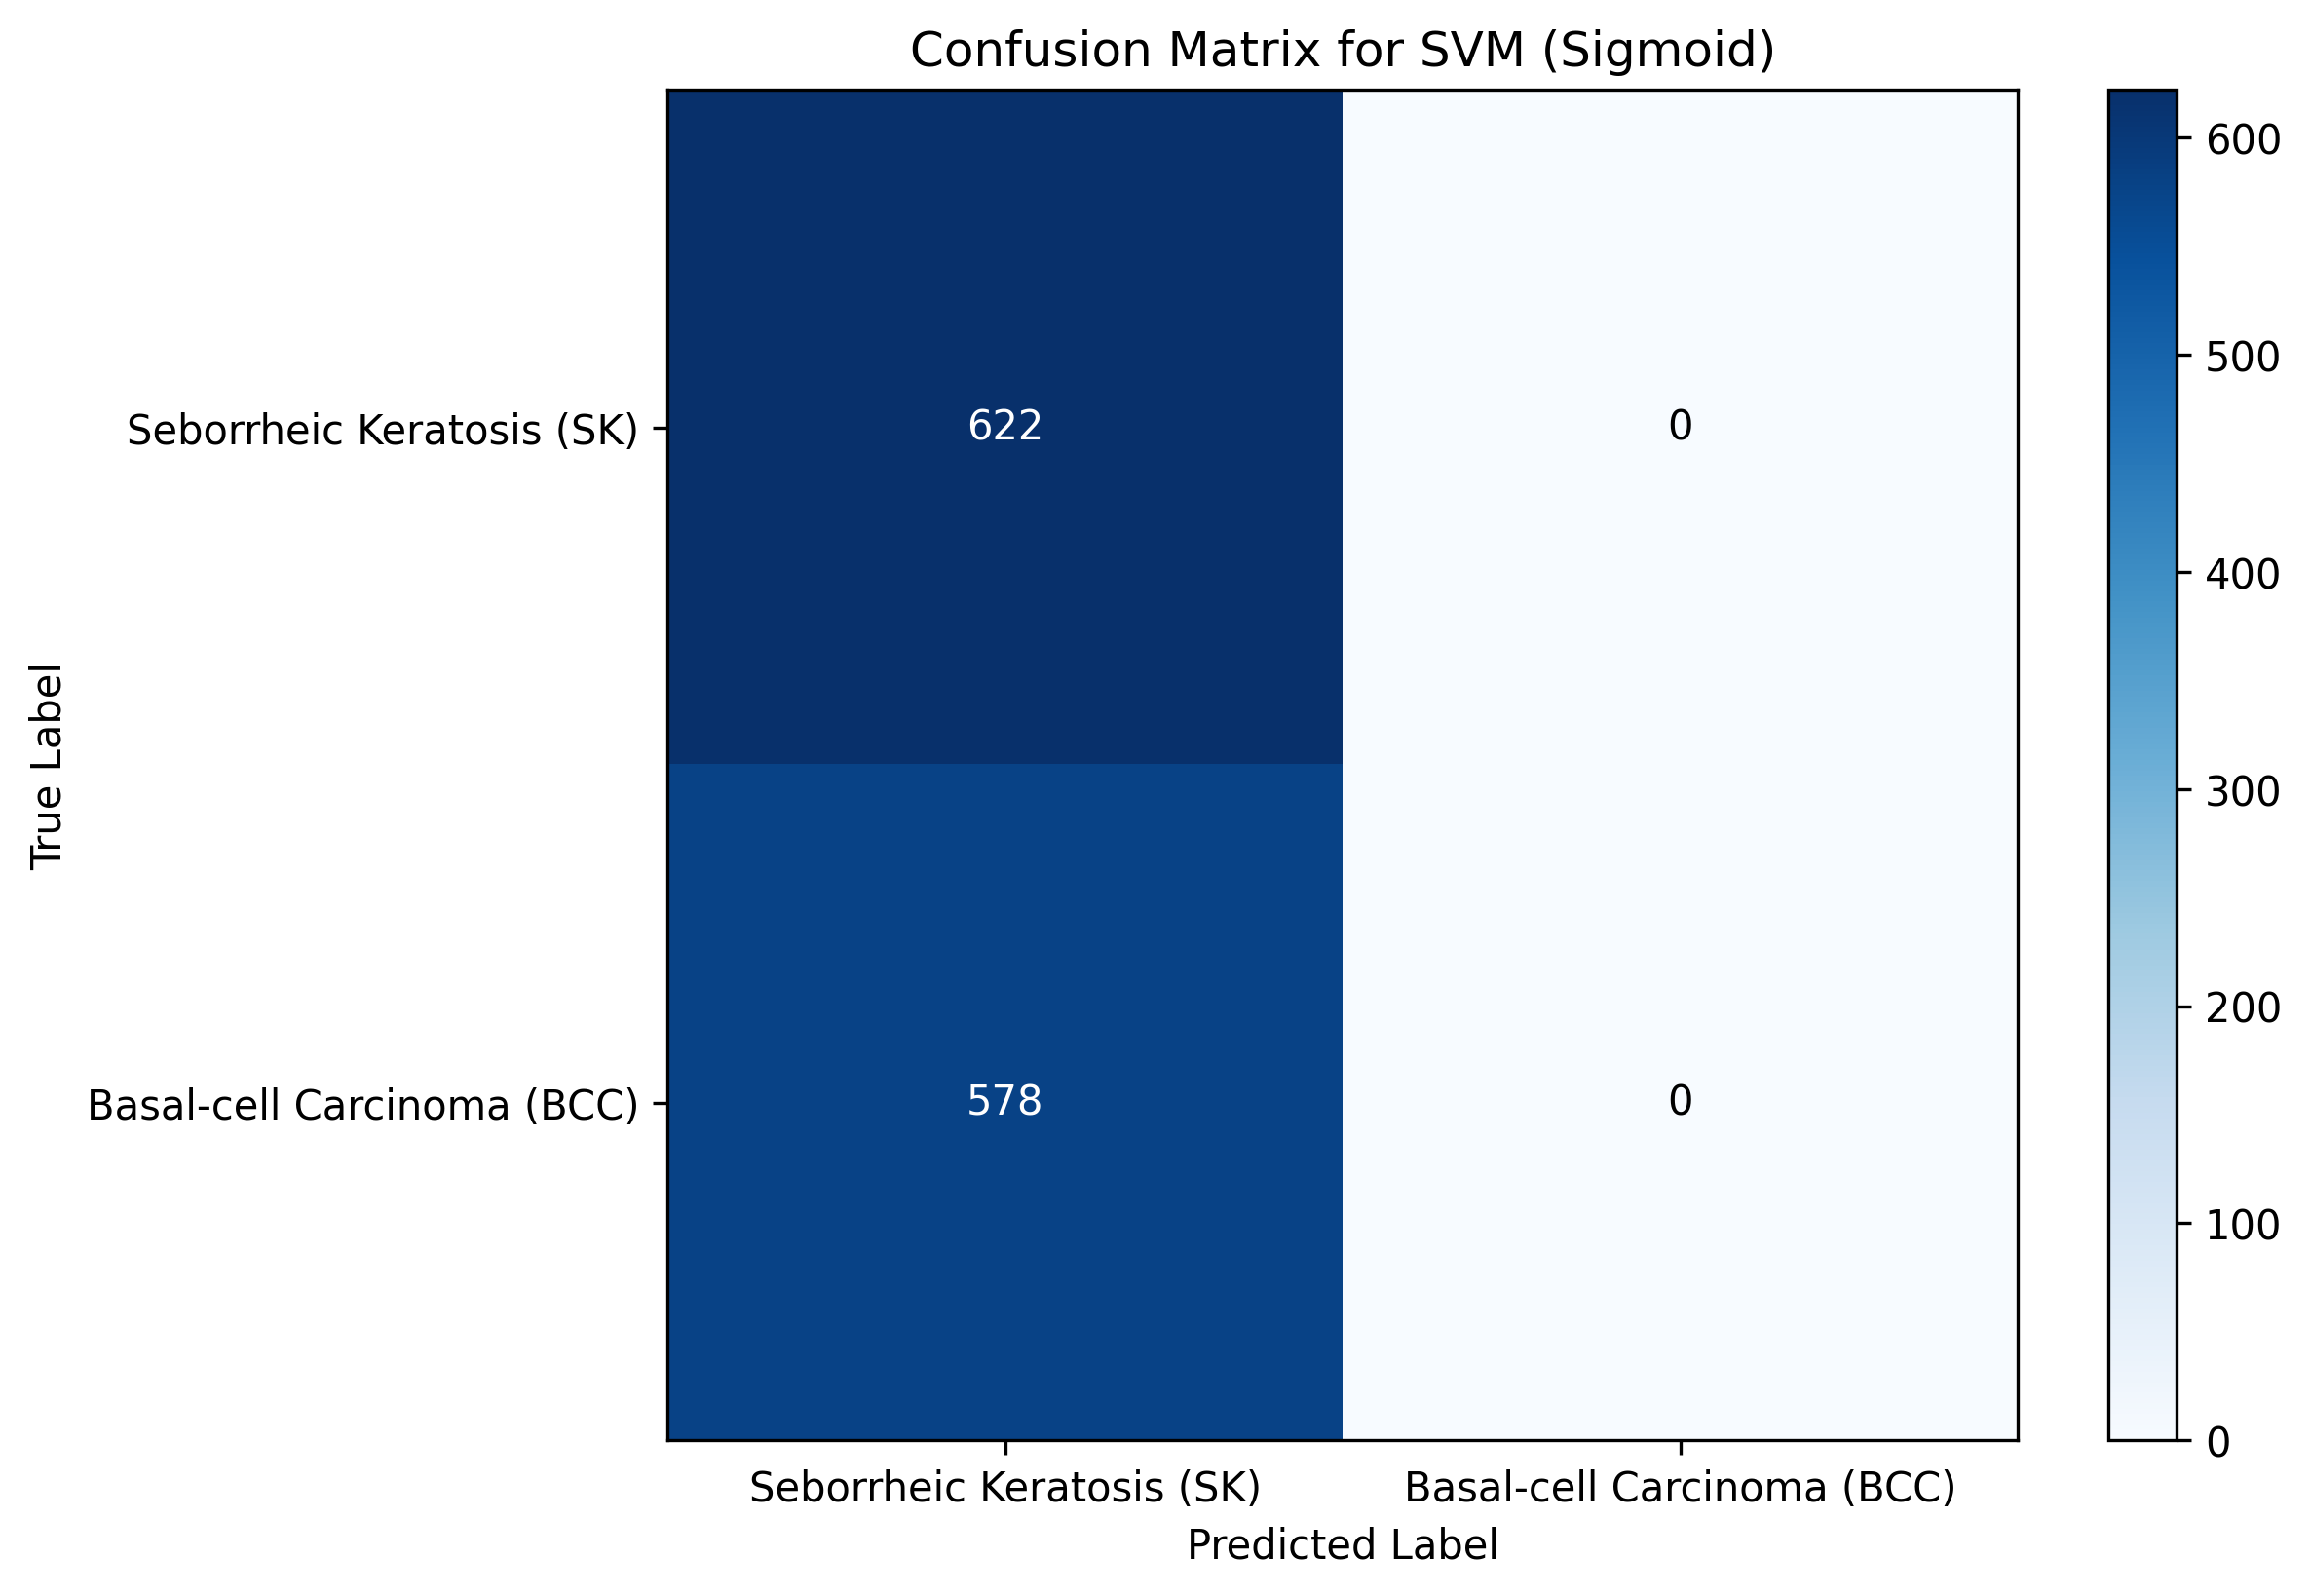 Confusion Matrix for SVM (Sigmoid)
True Label
Seborrheic Keratosis (SK)
Basal-cell Carcinoma (BCC)
622
0
578
0
Seborrheic Keratosis (SK)
Basal-cell Carcinoma (BCC)
Predicted Label
600
500
400
300
200
100
0